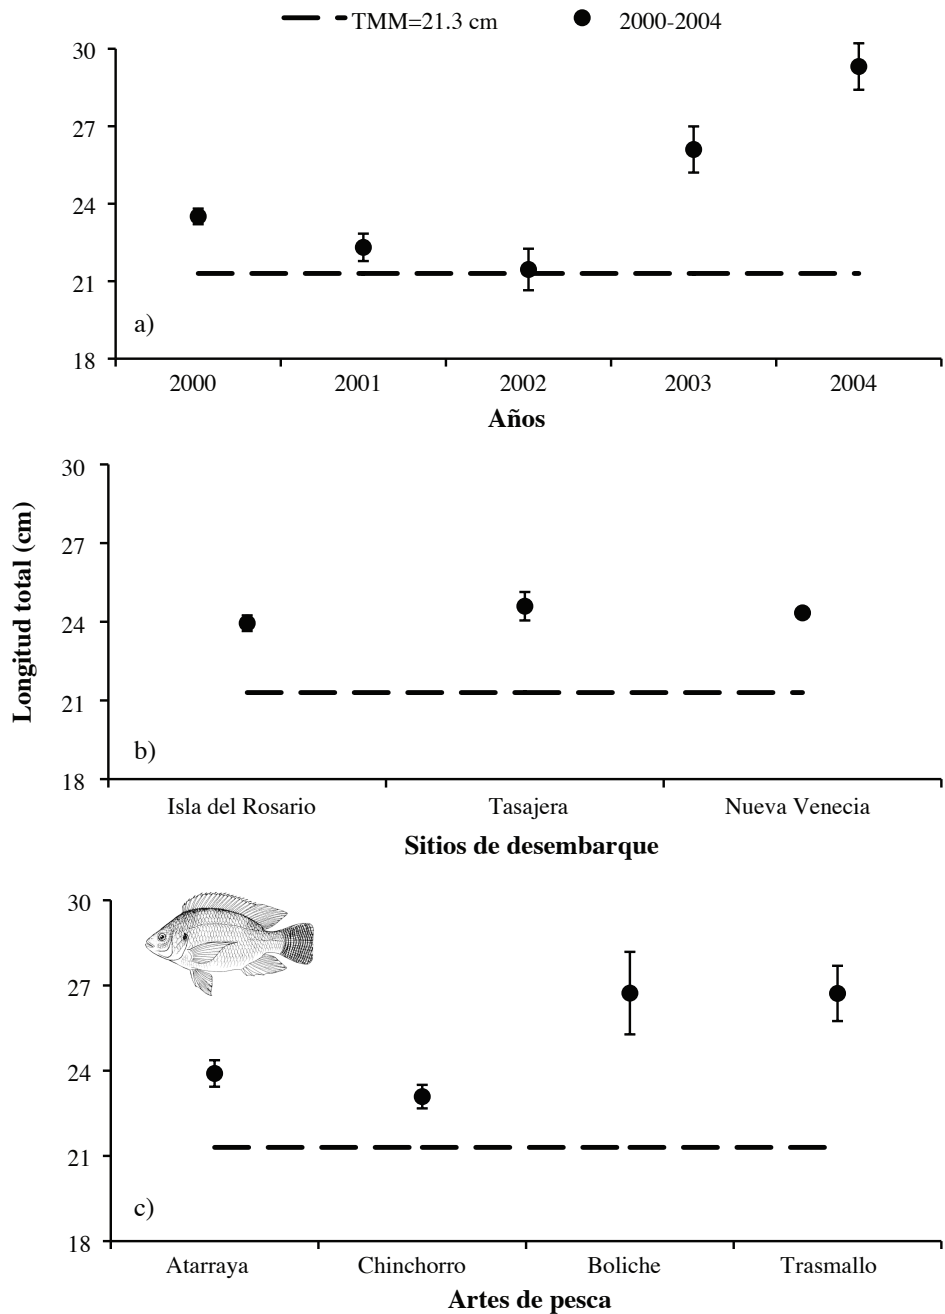 TMM=21.3 cm 2000-2004
30
27
24
21
18
a)
2000 2001 2002 2003 2004
Años
Longitud total (cm)
30
27
24
21
18
b)
Isla del Rosario Tasajera Nueva Venecia
Sitios de desembarque
30
27
24
21
18
c)
Atarraya Chinchorro Boliche Trasmallo
Artes de pesca